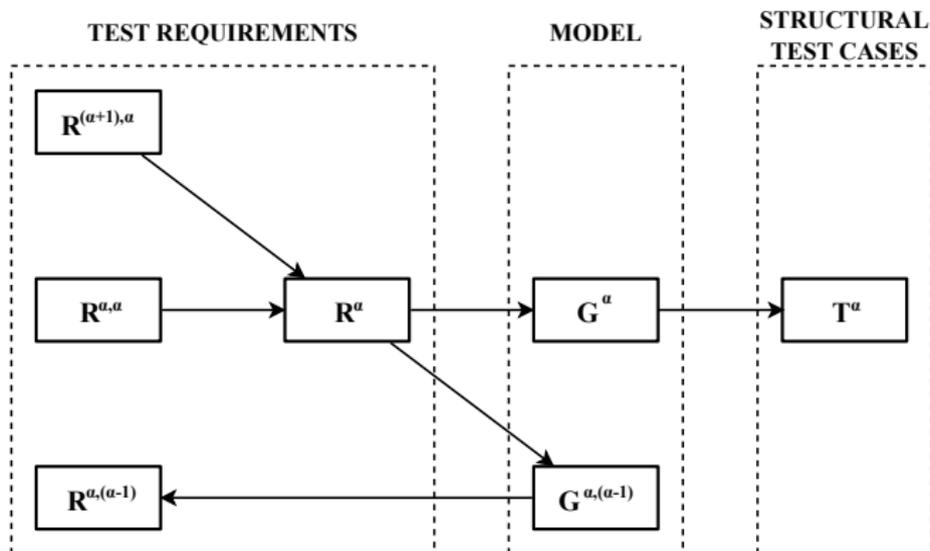 TEST REQUIREMENTS
MODEL
STRUCTURAL
TEST CASES
R^(α+1),α
R^α,α
R^α
G^α
T^α
R^α,(α-1)
G^α,(α-1)